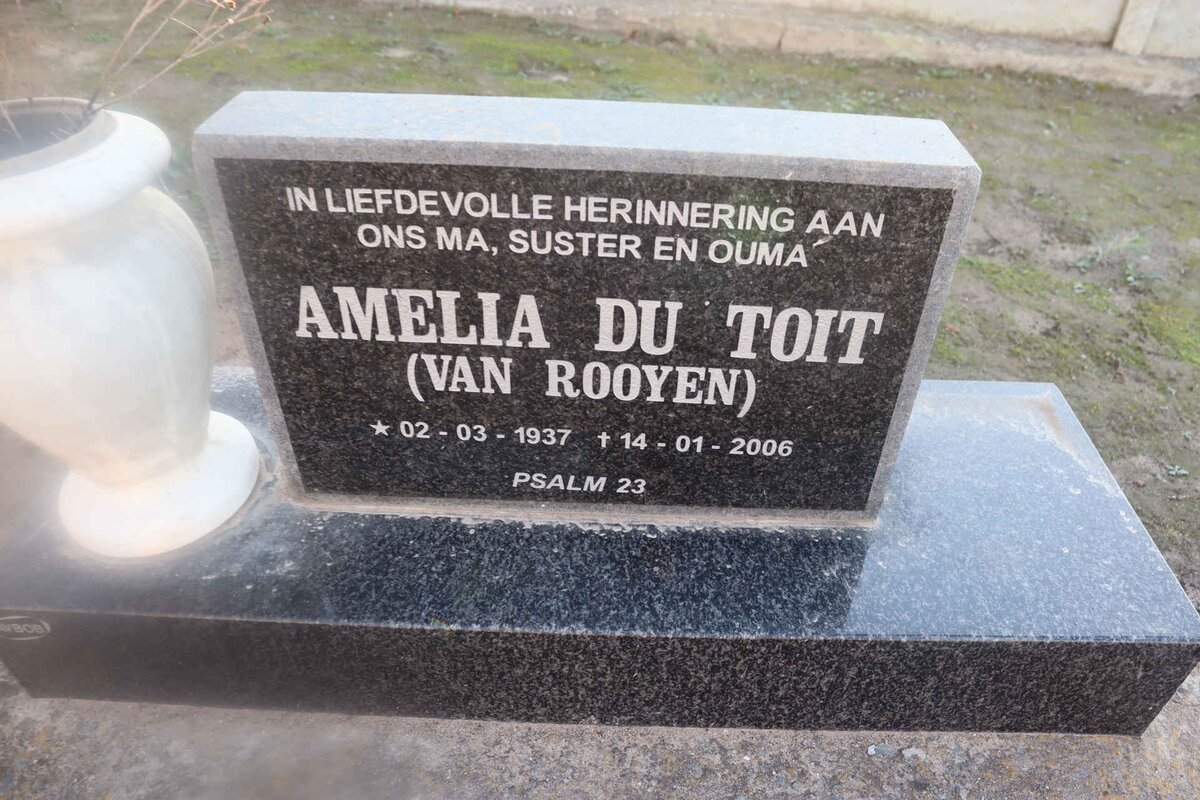 IN LIEFDEVOLLE HERINNERING AAN
ONS MA, SUSTER EN OUMA
AMELIA DU TOIT
(VAN ROOYEN)
★ 02 - 03 - 1937 ✝ 14 - 01 - 2006
PSALM 23